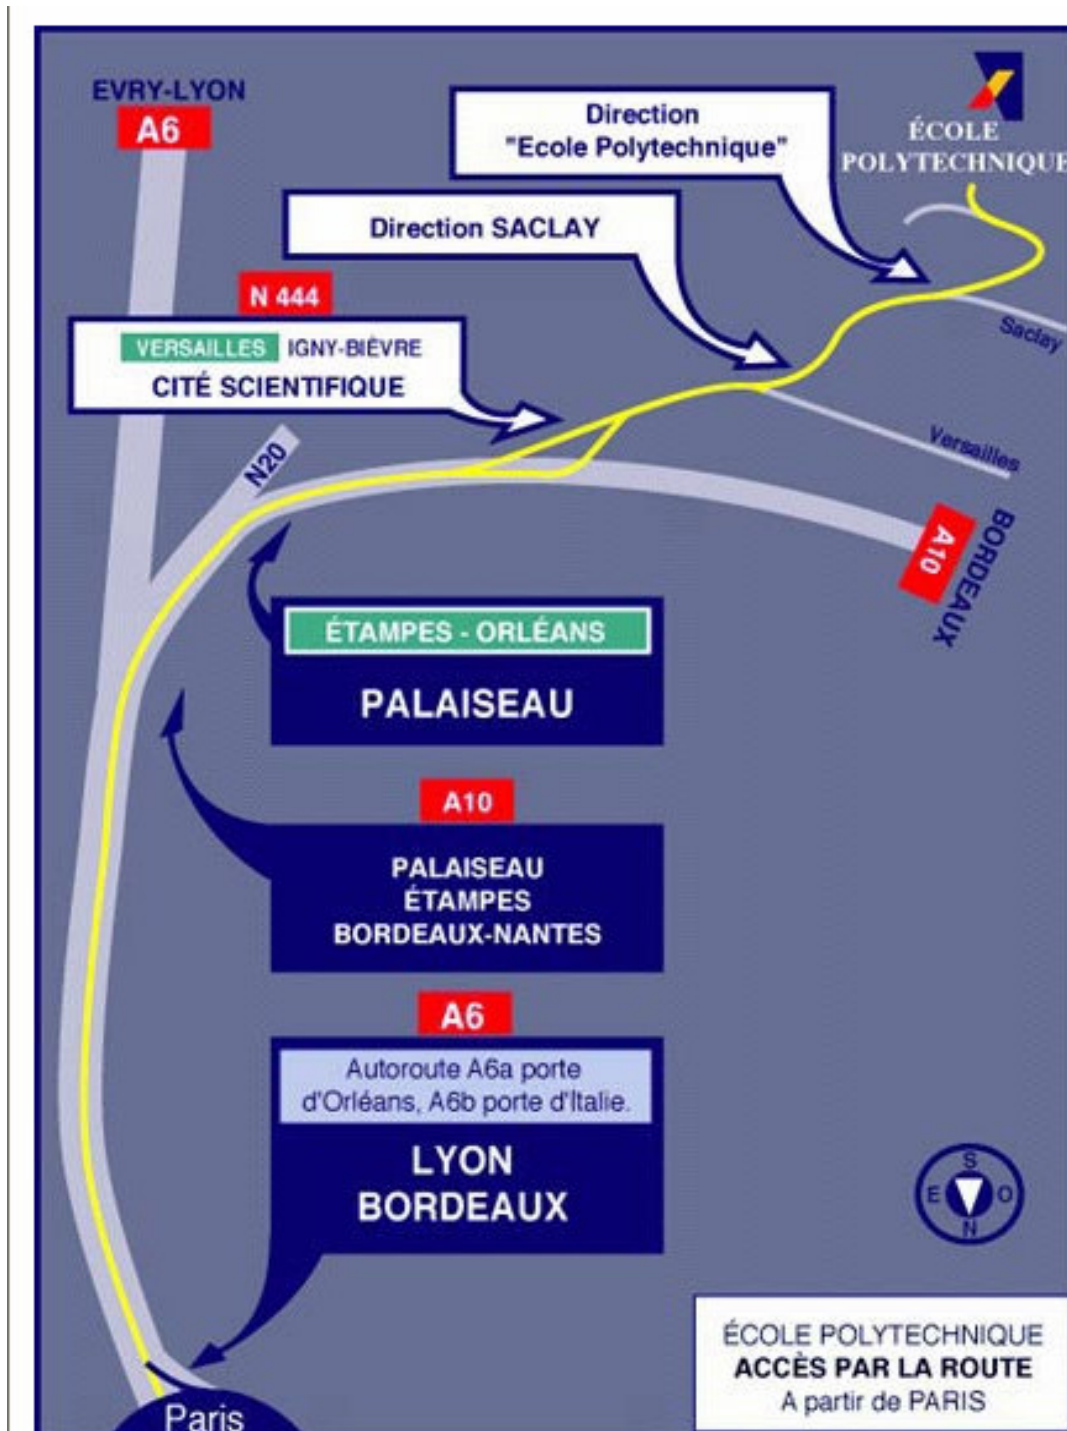 EVRY-LYON
A6
Direction
"Ecole Polytechnique"
ÉCOLE
POLYTECHNIQUE
Direction SACLAY
N 444
VERSAILLES IGNY-BIÈVRE
CITÉ SCIENTIFIQUE
Saclay
Versailles
N20
A10
BORDEAUX
ÉTAMPES - ORLÉANS
PALAISEAU
A10
PALAISEAU
ÉTAMPES
BORDEAUX-NANTES
A6
Autoroute A6a porte
d'Orléans, A6b porte d'Italie.
LYON
BORDEAUX
S
E O
N
ÉCOLE POLYTECHNIQUE
ACCÈS PAR LA ROUTE
A partir de PARIS
Paris